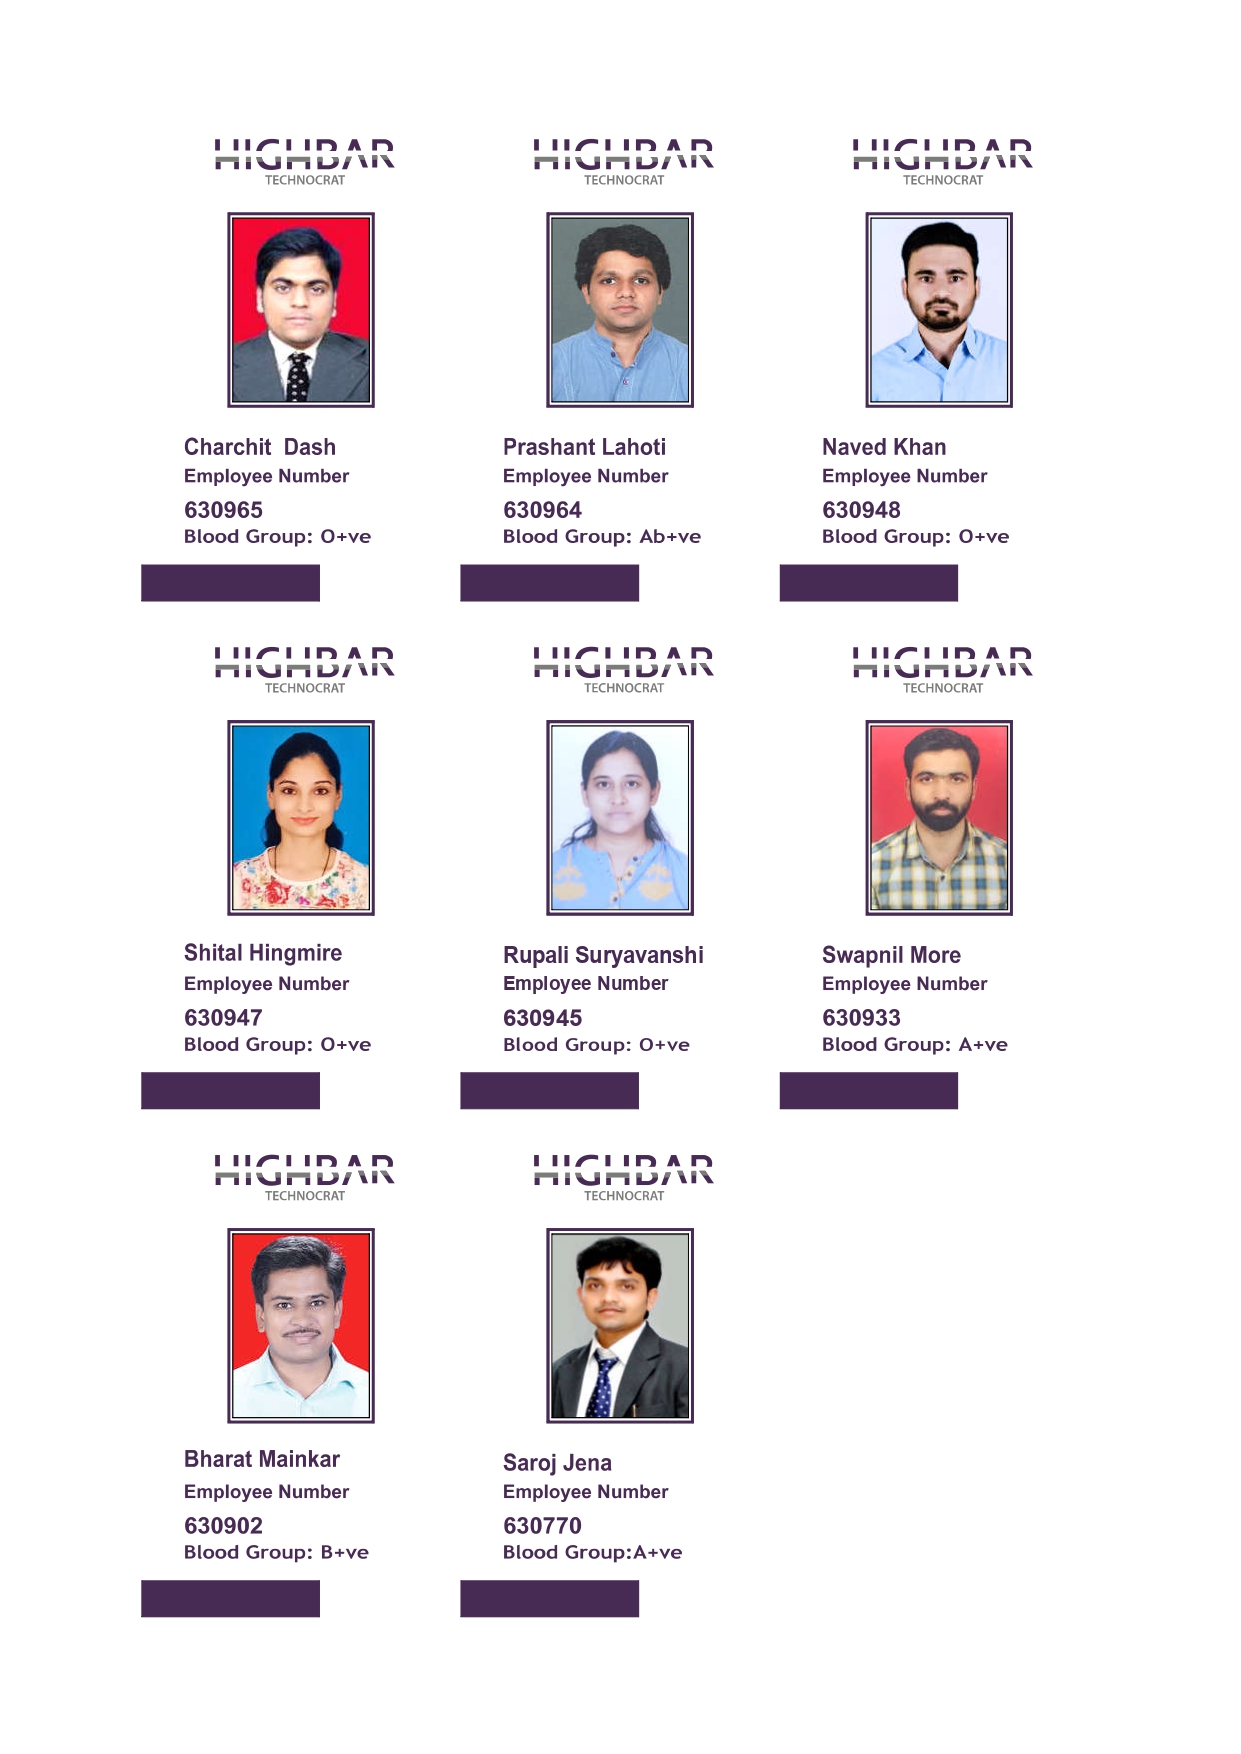 HIGHBAR
TECHNOCRAT
Charchit  Dash
Employee Number
630965
Blood Group: O+ve
HIGHBAR
TECHNOCRAT
Prashant Lahoti
Employee Number
630964
Blood Group: Ab+ve
HIGHBAR
TECHNOCRAT
Naved Khan
Employee Number
630948
Blood Group: O+ve
HIGHBAR
TECHNOCRAT
Shital Hingmire
Employee Number
630947
Blood Group: O+ve
HIGHBAR
TECHNOCRAT
Rupali Suryavanshi
Employee Number
630945
Blood Group: O+ve
HIGHBAR
TECHNOCRAT
Swapnil More
Employee Number
630933
Blood Group: A+ve
HIGHBAR
TECHNOCRAT
Bharat Mainkar
Employee Number
630902
Blood Group: B+ve
HIGHBAR
TECHNOCRAT
Saroj Jena
Employee Number
630770
Blood Group:A+ve